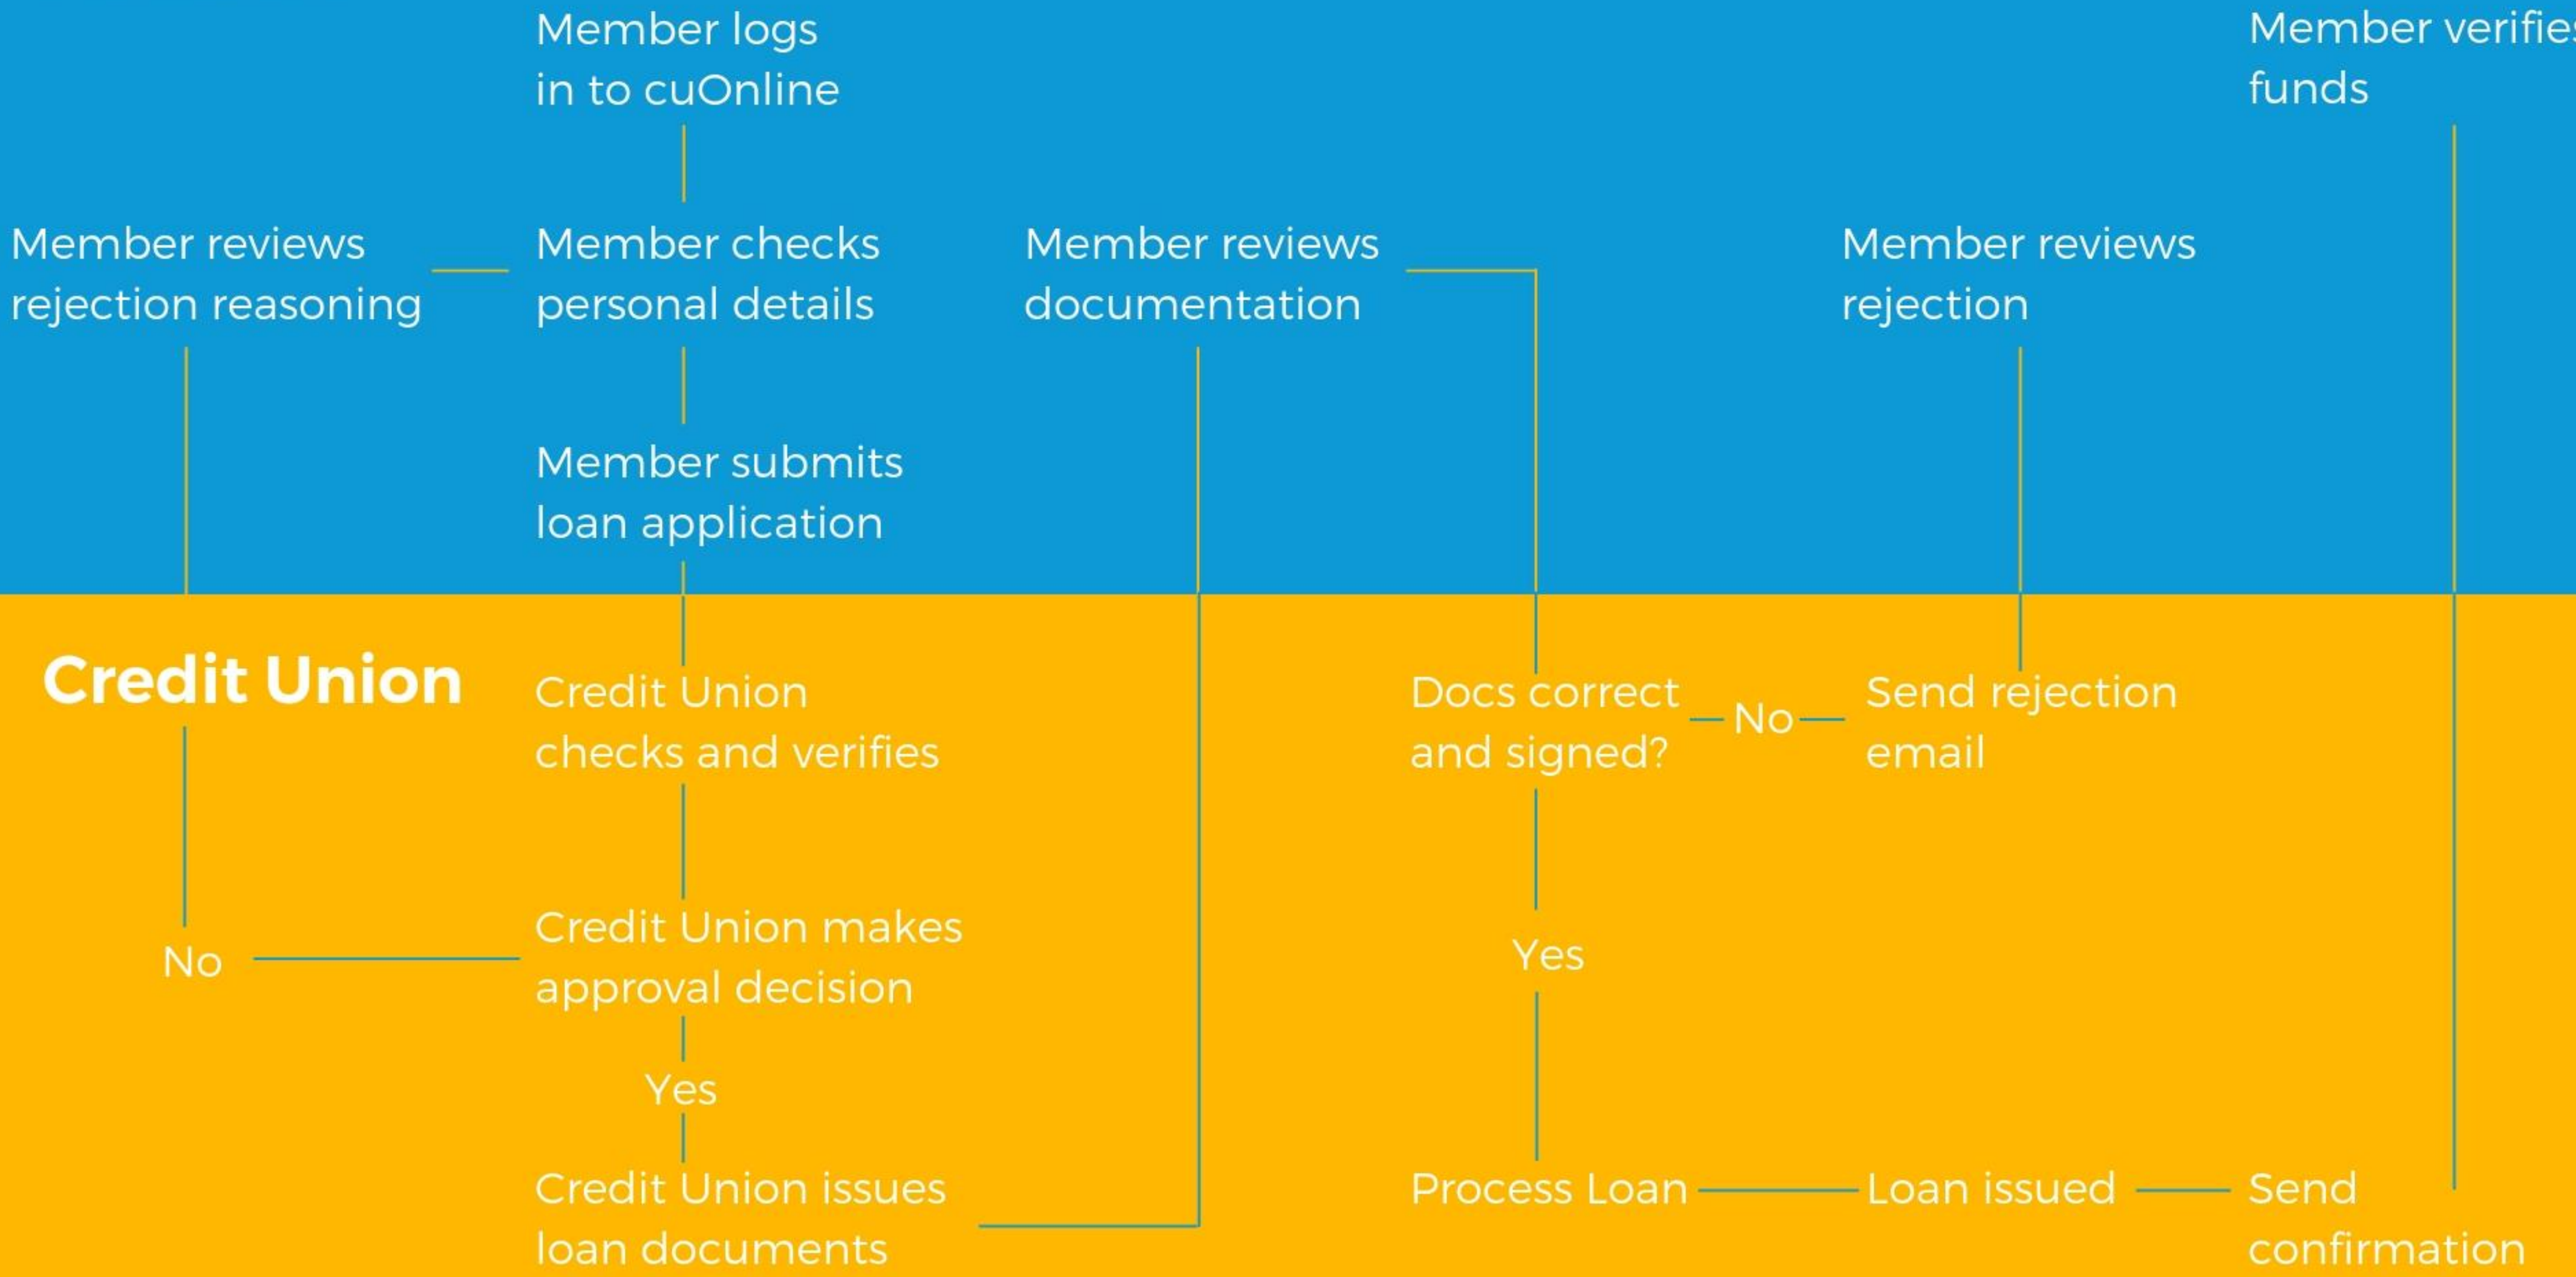 Member logs
in to cuOnline
Member verifies
funds
Member reviews
rejection reasoning
Member checks
personal details
Member reviews
documentation
Member reviews
rejection
Member submits
loan application
Credit Union
Credit Union
checks and verifies
Docs correct
and signed?
No
Send rejection
email
No
Credit Union makes
approval decision
Yes
Yes
Credit Union issues
loan documents
Process Loan
Loan issued
Send
confirmation